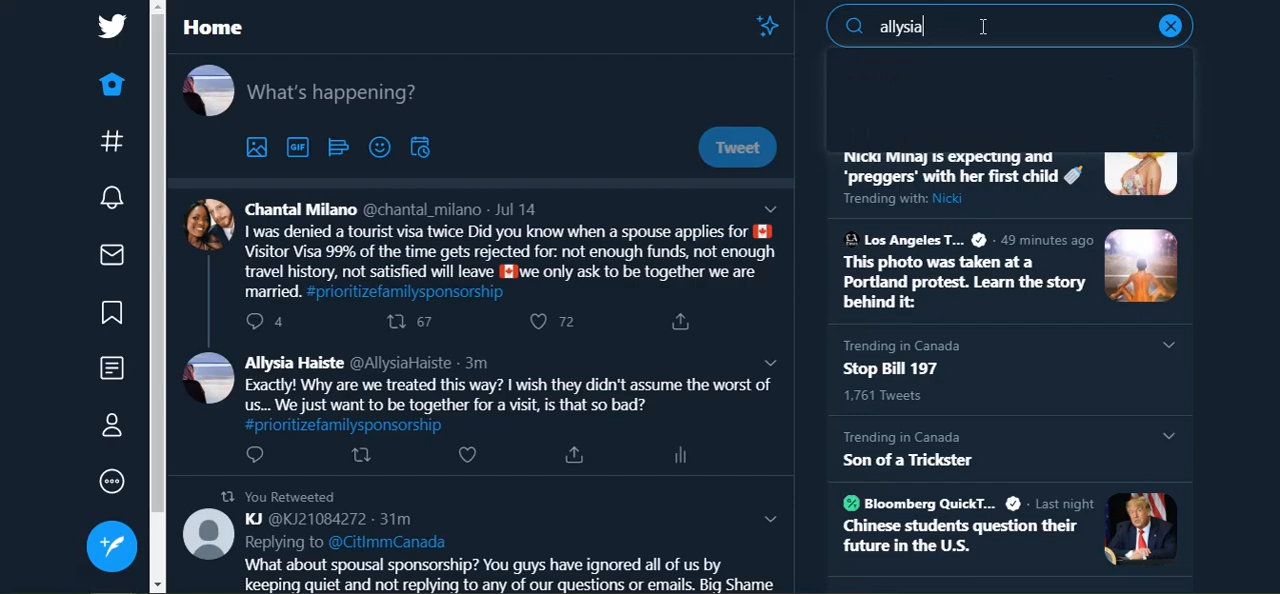 Home
What's happening?
GIF
Tweet
Chantal Milano @chantal_milano · Jul 14
I was denied a tourist visa twice Did you know when a spouse applies for 🇨🇦
Visitor Visa 99% of the time gets rejected for: not enough funds, not enough
travel history, not satisfied will leave 🇨🇦we only ask to be together we are
married. #prioritizefamilysponsorship
4 67 72
Allysia Haiste @AllysiaHaiste · 3m
Exactly! Why are we treated this way? I wish they didn't assume the worst of
us... We just want to be together for a visit, is that so bad?
#prioritizefamilysponsorship
You Retweeted
KJ @KJ21084272 · 31m
Replying to @CitImmCanada
What about spousal sponsorship? You guys have ignored all of us by
keeping quiet and not replying to any of our questions or emails. Big Shame
allysia
Nicki Minaj is expecting and
'preggers' with her first child 🍼
Trending with: Nicki
Los Angeles T... · 49 minutes ago
This photo was taken at a
Portland protest. Learn the story
behind it:
Trending in Canada
Stop Bill 197
1,761 Tweets
Trending in Canada
Son of a Trickster
Bloomberg QuickT... · Last night
Chinese students question their
future in the U.S.